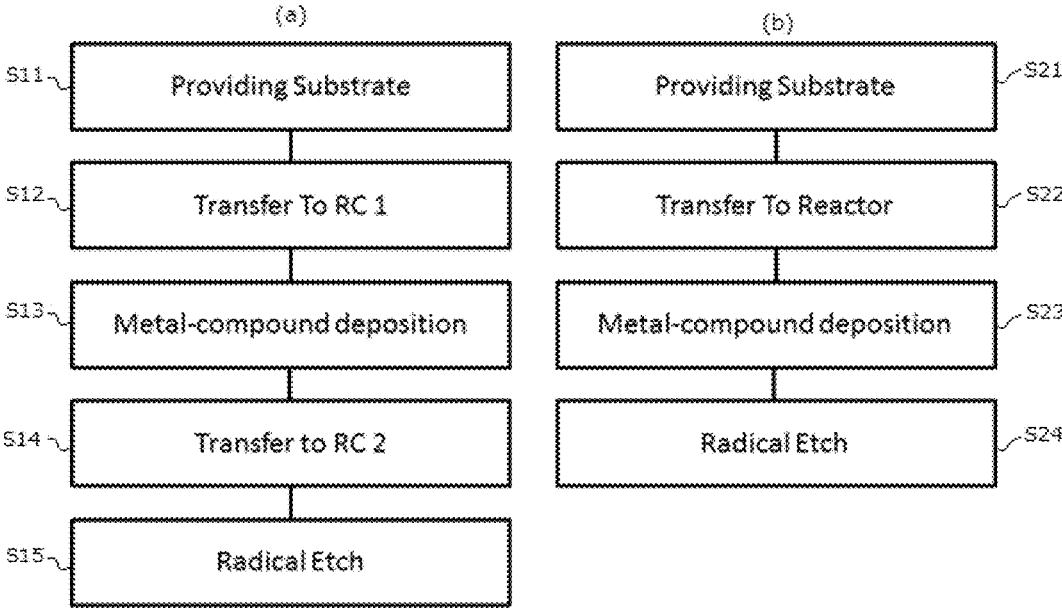 (a)
S11
Providing Substrate
S12
Transfer To RC 1
S13
Metal-compound deposition
S14
Transfer to RC 2
S15
Radical Etch
(b)
Providing Substrate
S21
Transfer To Reactor
S22
Metal-compound deposition
S23
Radical Etch
S24